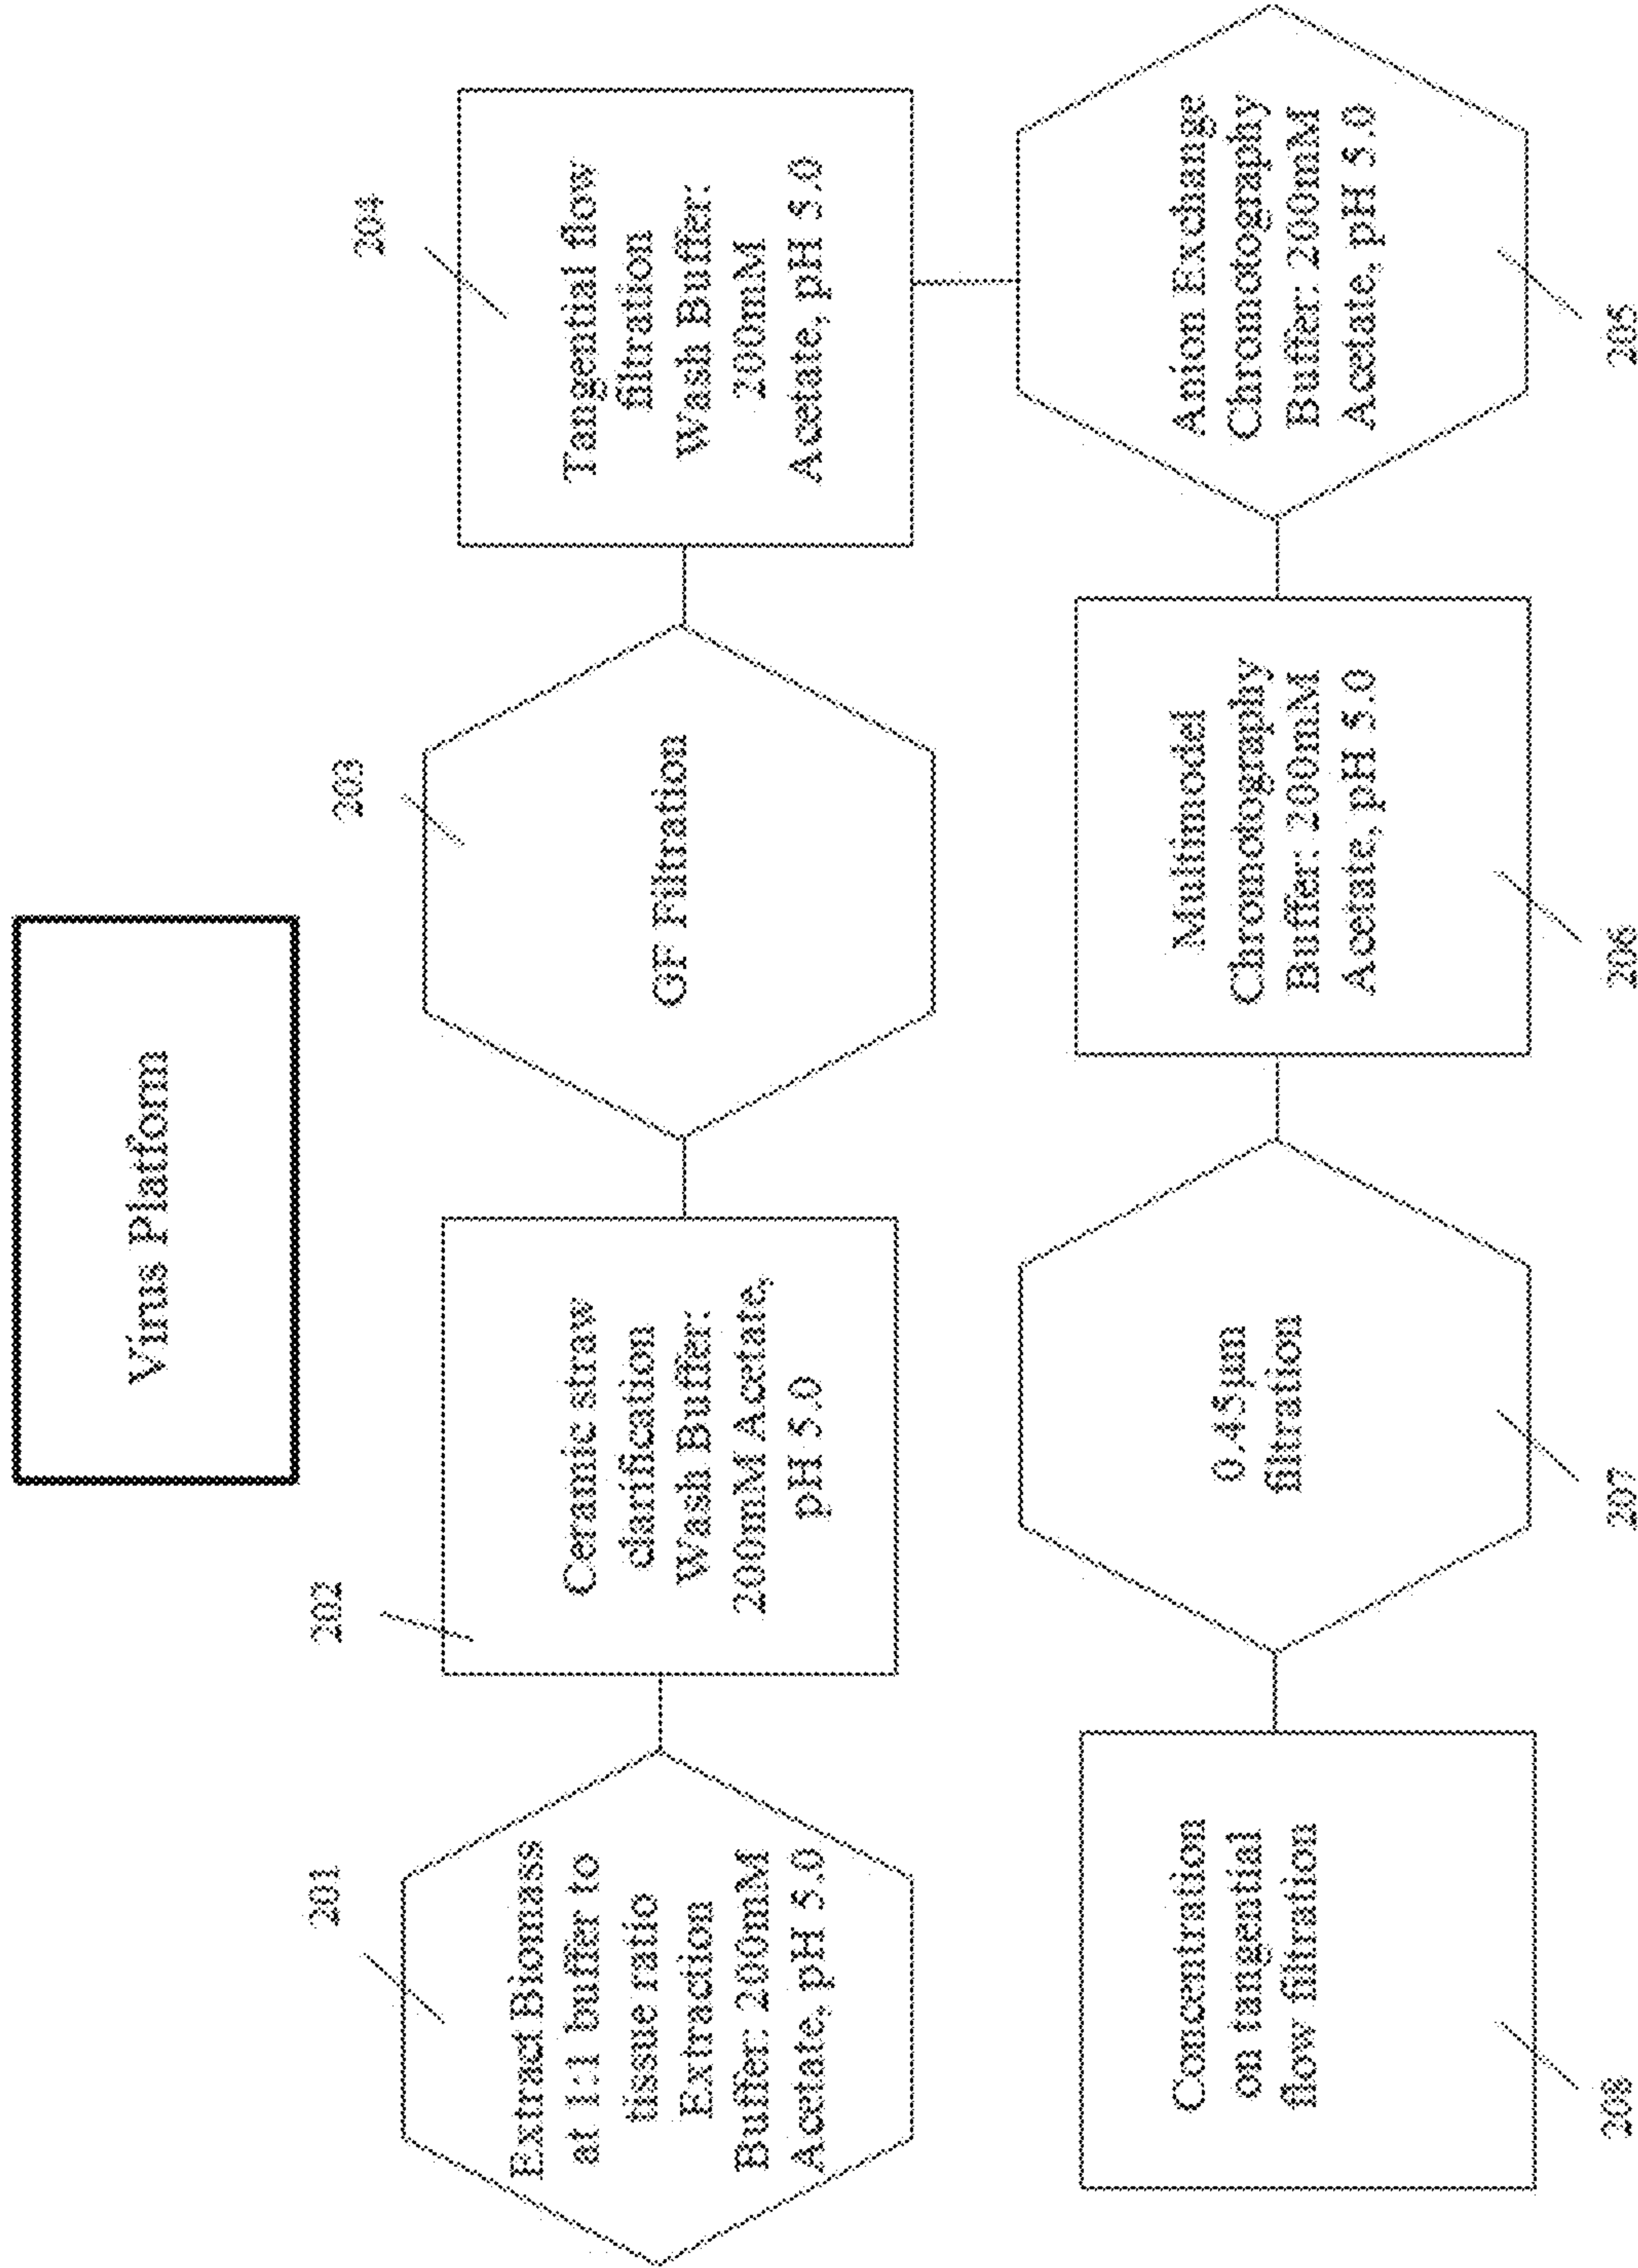 Virus Platform
201
Extract Biomass
at 1:1 buffer to
tissue ratio
Extraction
Buffer: 200mM
Acetate, pH 5.0
202
Ceramic straw
clarification
Wash Buffer:
200mM Acetate,
pH 5.0
203
GF Filtration
204
Tangential flow
filtration
Wash Buffer:
200mM
Acetate, pH 5.0
Anion Exchange
Chromatography
Buffer: 200mM
Acetate, pH 5.0
205
Multimodel
Chromotography
Buffer: 200mM
Acetate, pH 5.0
206
0.45μm
filtration
207
Concentration
on tangential
flow filtration
208